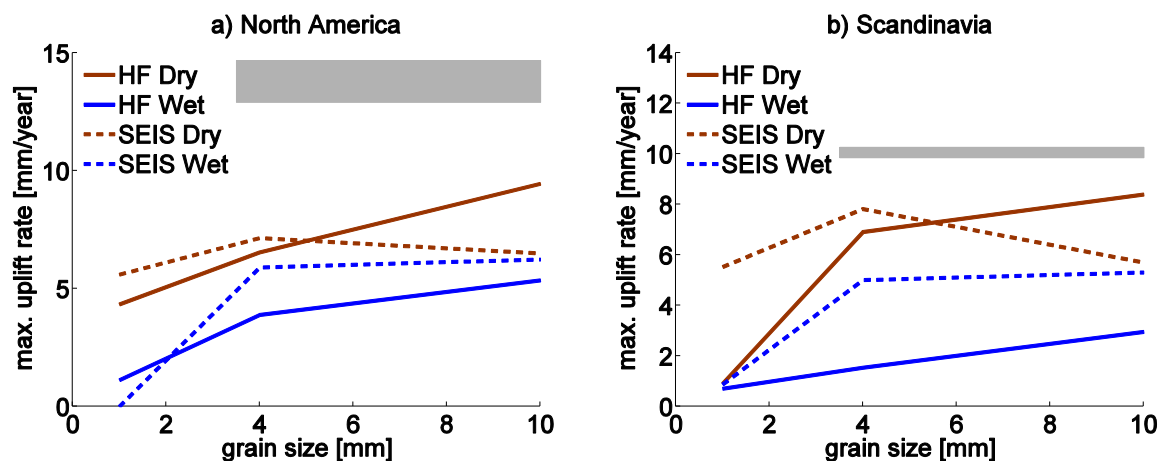 a) North America
max. uplift rate [mm/year]
15
10
5
0
HF Dry
HF Wet
SEIS Dry
SEIS Wet
0 2 4 6 8 10
grain size [mm]
b) Scandinavia
max. uplift rate [mm/year]
14
12
10
8
6
4
2
0
HF Dry
HF Wet
SEIS Dry
SEIS Wet
0 2 4 6 8 10
grain size [mm]